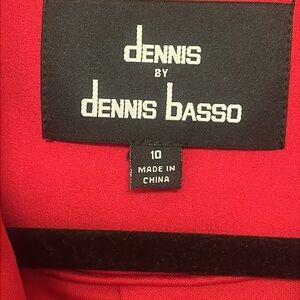 dENNIS
BY
dENNIS bASSO
10
MADE IN
CHINA